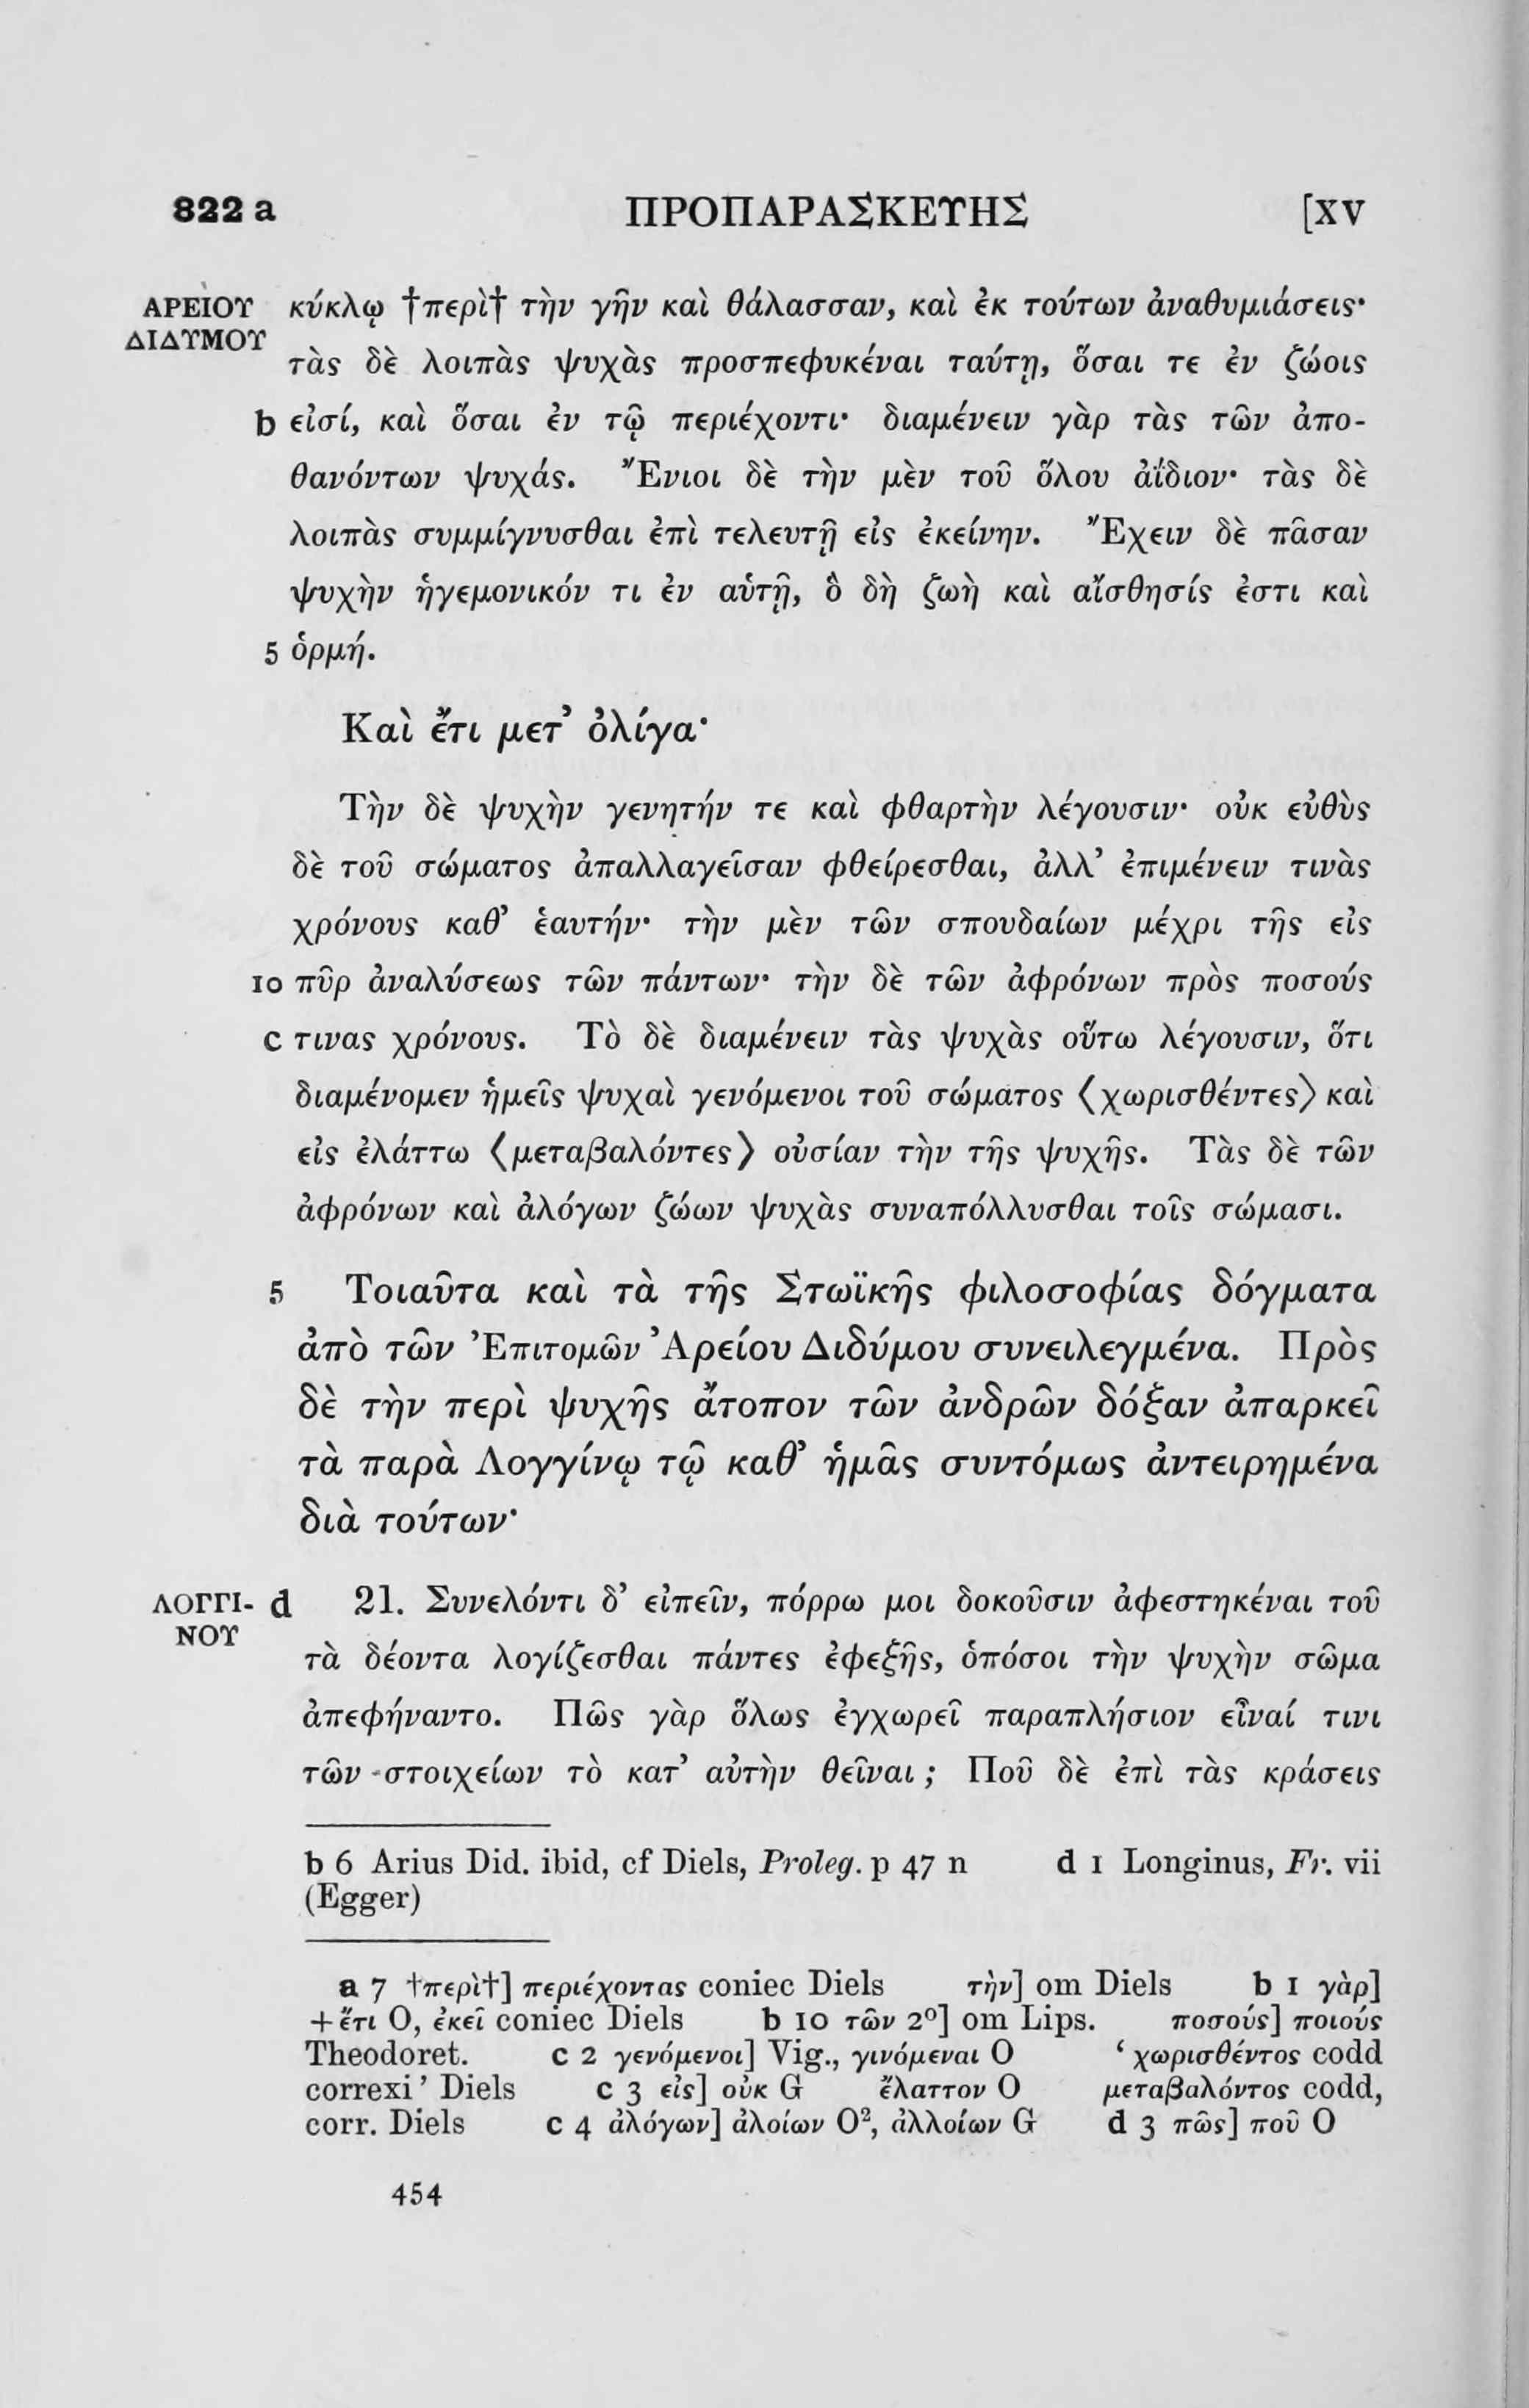 822 a ΠΡΟΠΑΡΑΣΚΕΥΗΣ [XV
ΑΡΕΙΟΥ κύκλῳ †περὶ† τὴν γῆν καὶ θάλασσαν, καὶ ἐκ τούτων ἀναθυμιάσεις·
ΔΙΔΥΜΟΥ τὰς δὲ λοιπὰς ψυχὰς προσπεφυκέναι ταύτῃ, ὅσαι τε ἐν ζώοις
b εἰσί, καὶ ὅσαι ἐν τῷ περιέχοντι· διαμένειν γὰρ τὰς τῶν ἀπο-
θανόντων ψυχάς. Ἔνιοι δὲ τὴν μὲν τοῦ ὅλου ἀΐδιον· τὰς δὲ
λοιπὰς συμμίγνυσθαι ἐπὶ τελευτῇ εἰς ἐκείνην. Ἔχειν δὲ πᾶσαν
ψυχὴν ἡγεμονικόν τι ἐν αὑτῇ, ὃ δὴ ζωὴ καὶ αἴσθησίς ἐστι καὶ
5 ὁρμή.
Καὶ ἔτι μετ’ ὀλίγα·
Τὴν δὲ ψυχὴν γενητήν τε καὶ φθαρτὴν λέγουσιν· οὐκ εὐθὺς
δὲ τοῦ σώματος ἀπαλλαγεῖσαν φθείρεσθαι, ἀλλ’ ἐπιμένειν τινὰς
χρόνους καθ’ ἑαυτήν· τὴν μὲν τῶν σπουδαίων μέχρι τῆς εἰς
10 πῦρ ἀναλύσεως τῶν πάντων· τὴν δὲ τῶν ἀφρόνων πρὸς ποσούς
c τινας χρόνους. Τὸ δὲ διαμένειν τὰς ψυχὰς οὕτω λέγουσιν, ὅτι
διαμένομεν ἡμεῖς ψυχαὶ γενόμενοι τοῦ σώματος ⟨χωρισθέντες⟩ καὶ
εἰς ἐλάττω ⟨μεταβαλόντες⟩ οὐσίαν τὴν τῆς ψυχῆς. Τὰς δὲ τῶν
ἀφρόνων καὶ ἀλόγων ζώων ψυχὰς συναπόλλυσθαι τοῖς σώμασι.
5 Τοιαῦτα καὶ τὰ τῆς Στωϊκῆς φιλοσοφίας δόγματα
ἀπὸ τῶν Ἐπιτομῶν Ἀρείου Διδύμου συνειλεγμένα. Πρὸς
δὲ τὴν περὶ ψυχῆς ἄτοπον τῶν ἀνδρῶν δόξαν ἀπαρκεῖ
τὰ παρὰ Λογγίνῳ τῷ καθ’ ἡμᾶς συντόμως ἀντειρημένα
διὰ τούτων·
ΛΟΓΓΙ- d 21. Συνελόντι δ’ εἰπεῖν, πόρρω μοι δοκοῦσιν ἀφεστηκέναι τοῦ
ΝΟΥ τὰ δέοντα λογίζεσθαι πάντες ἐφεξῆς, ὁπόσοι τὴν ψυχὴν σῶμα
ἀπεφήναντο. Πῶς γὰρ ὅλως ἐγχωρεῖ παραπλήσιον εἶναί τινι
τῶν στοιχείων τὸ κατ’ αὐτὴν θεῖναι; Ποῦ δὲ ἐπὶ τὰς κράσεις
b 6 Arius Did. ibid, cf Diels, Proleg. p 47 n d 1 Longinus, Fr. vii
(Egger)
a 7 †περὶ†] περιέχοντας coniec Diels τὴν] om Diels b 1 γὰρ]
+ ἔτι O, ἐκεῖ coniec Diels b 10 τῶν 2º] om Lips. ποσούς] ποιούς
Theodoret. c 2 γενόμενοι] Vig., γινόμεναι O ‘χωρισθέντος codd
correxi’ Diels c 3 εἰς] οὐκ G ἔλαττον O μεταβαλόντος codd,
corr. Diels c 4 ἀλόγων] ἀλοίων O², ἀλλοίων G d 3 πῶς] ποῦ O
454